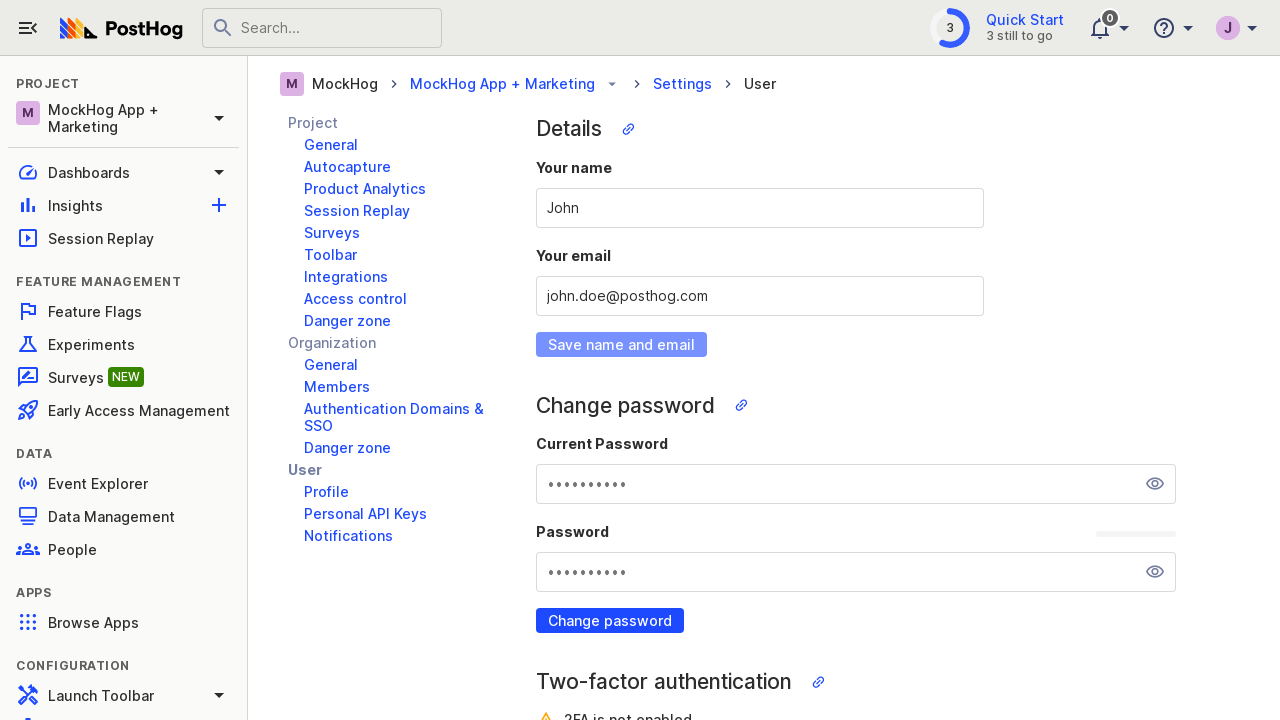 PostHog
Search...
3
Quick Start
3 still to go
0
J
PROJECT
M
MockHog App +
Marketing
Dashboards
Insights
Session Replay
FEATURE MANAGEMENT
Feature Flags
Experiments
Surveys NEW
Early Access Management
DATA
Event Explorer
Data Management
People
APPS
Browse Apps
CONFIGURATION
Launch Toolbar
M MockHog > MockHog App + Marketing > Settings > User
Project
General
Autocapture
Product Analytics
Session Replay
Surveys
Toolbar
Integrations
Access control
Danger zone
Organization
General
Members
Authentication Domains &
SSO
Danger zone
User
Profile
Personal API Keys
Notifications
Details
Your name
John
Your email
john.doe@posthog.com
Save name and email
Change password
Current Password
••••••••••
Password
••••••••••
Change password
Two-factor authentication
2FA is not enabled